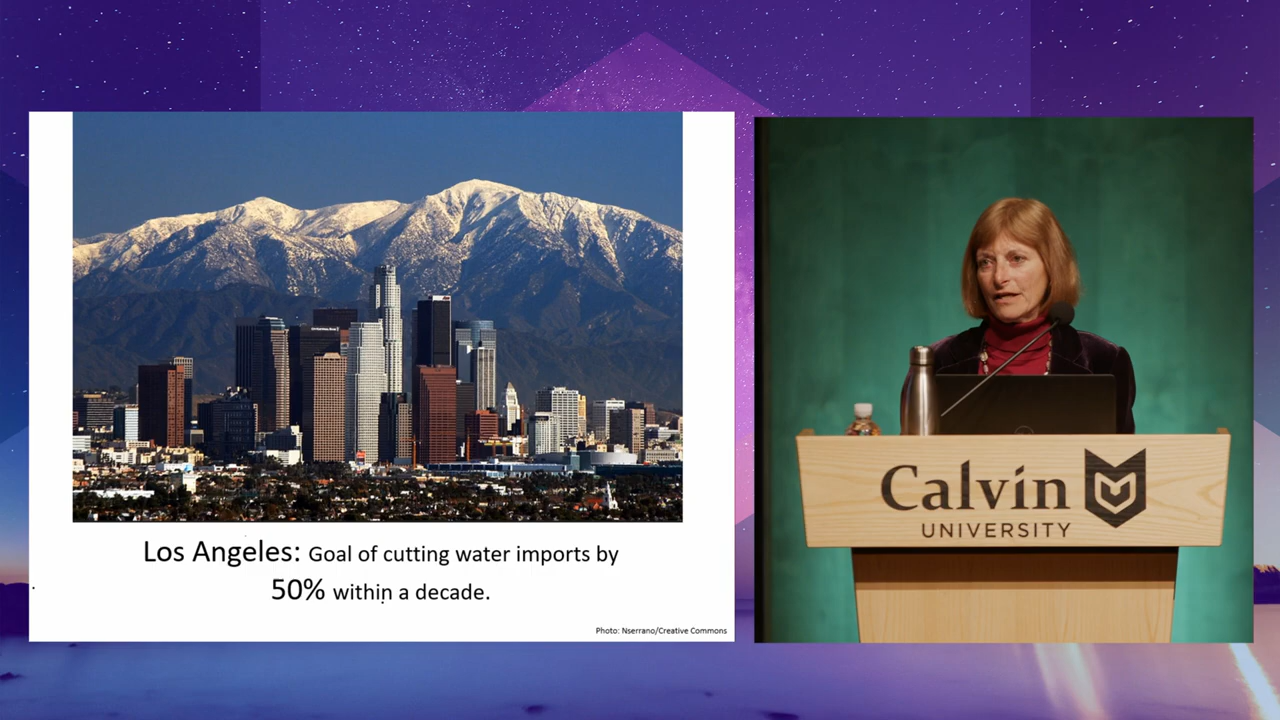 Los Angeles: Goal of cutting water imports by
50% within a decade.
Photo: Nserrano/Creative Commons
Calvin
UNIVERSITY